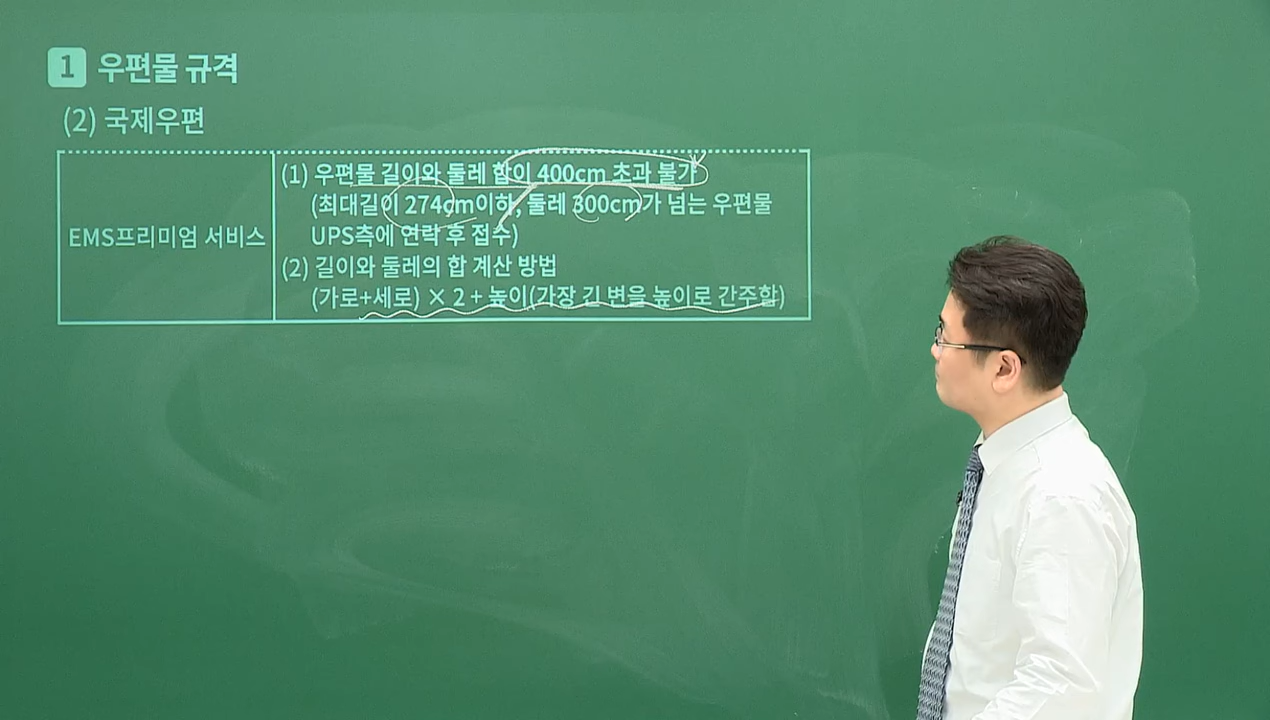 1 우편물 규격
(2) 국제우편
EMS프리미엄 서비스
(1) 우편물 길이와 둘레 합이 400cm 초과 불가
(최대길이 274cm이하, 둘레 300cm가 넘는 우편물
UPS측에 연락 후 접수)
(2) 길이와 둘레의 합 계산 방법
(가로+세로) × 2 + 높이(가장 긴 변을 높이로 간주함)